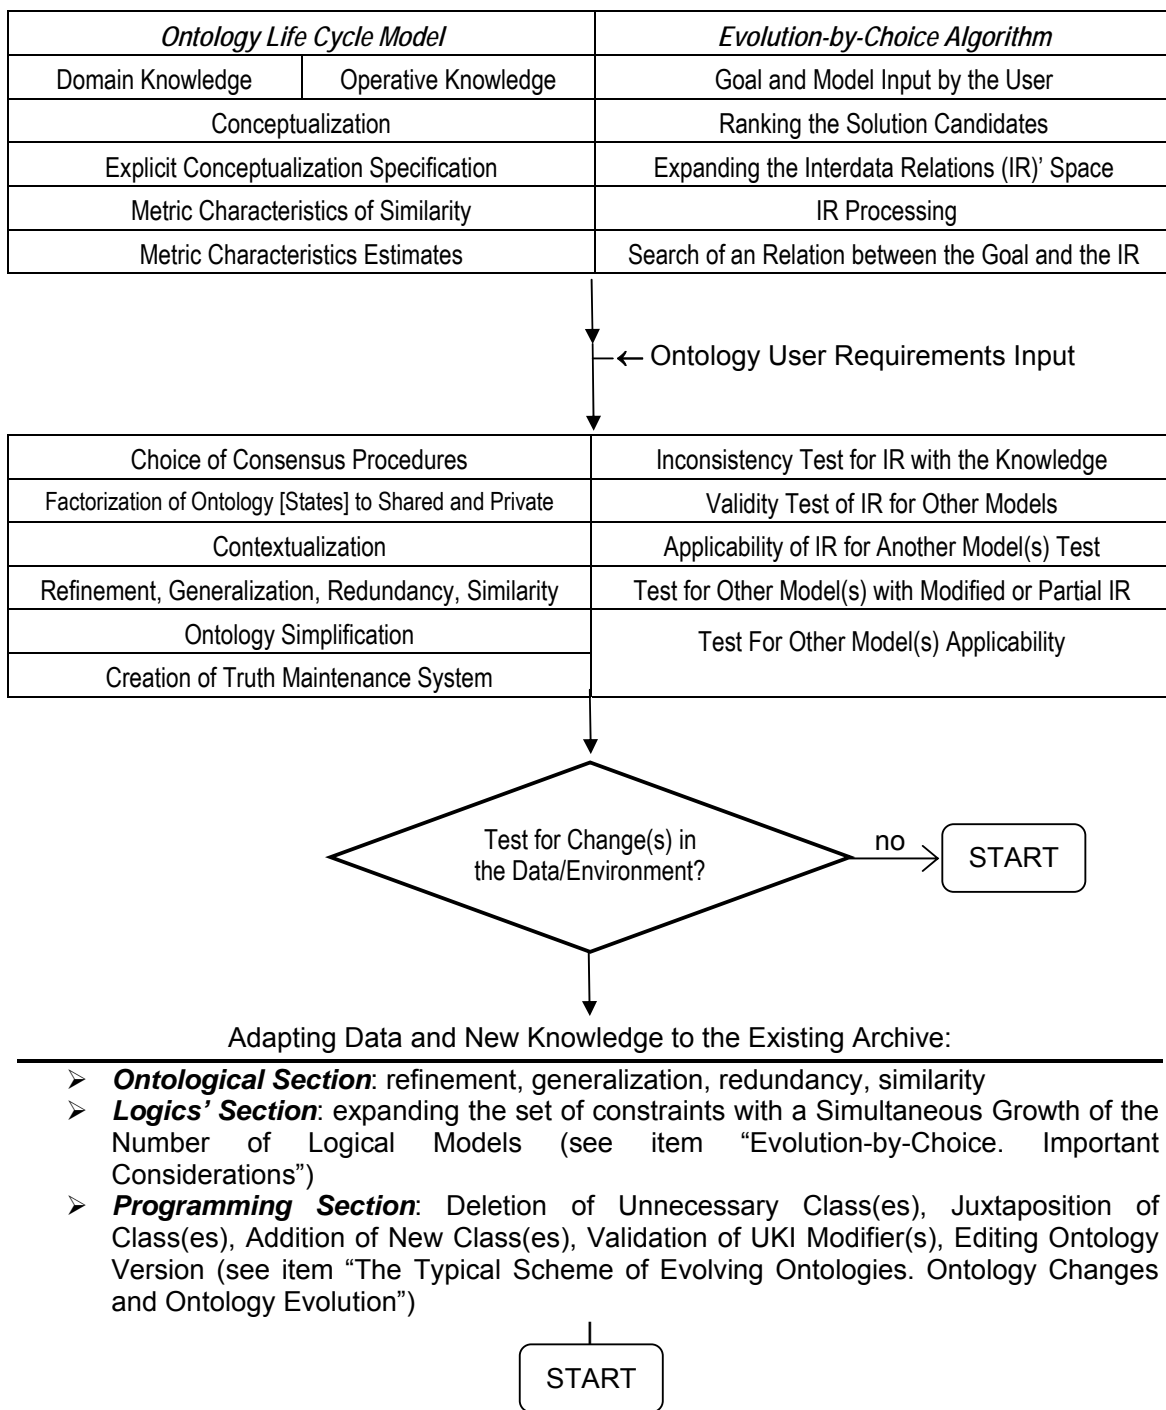 Ontology Life Cycle Model
Evolution-by-Choice Algorithm
Domain Knowledge
Operative Knowledge
Goal and Model Input by the User
Conceptualization
Ranking the Solution Candidates
Explicit Conceptualization Specification
Expanding the Interdata Relations (IR)’ Space
Metric Characteristics of Similarity
IR Processing
Metric Characteristics Estimates
Search of an Relation between the Goal and the IR
← Ontology User Requirements Input
Choice of Consensus Procedures
Inconsistency Test for IR with the Knowledge
Factorization of Ontology [States] to Shared and Private
Validity Test of IR for Other Models
Contextualization
Applicability of IR for Another Model(s) Test
Refinement, Generalization, Redundancy, Similarity
Test for Other Model(s) with Modified or Partial IR
Ontology Simplification
Test For Other Model(s) Applicability
Creation of Truth Maintenance System
Test for Change(s) in
the Data/Environment?
no
START
Adapting Data and New Knowledge to the Existing Archive:
➢ Ontological Section: refinement, generalization, redundancy, similarity
➢ Logics’ Section: expanding the set of constraints with a Simultaneous Growth of the
Number of Logical Models (see item “Evolution-by-Choice. Important
Considerations”)
➢ Programming Section: Deletion of Unnecessary Class(es), Juxtaposition of
Class(es), Addition of New Class(es), Validation of UKI Modifier(s), Editing Ontology
Version (see item “The Typical Scheme of Evolving Ontologies. Ontology Changes
and Ontology Evolution”)
START